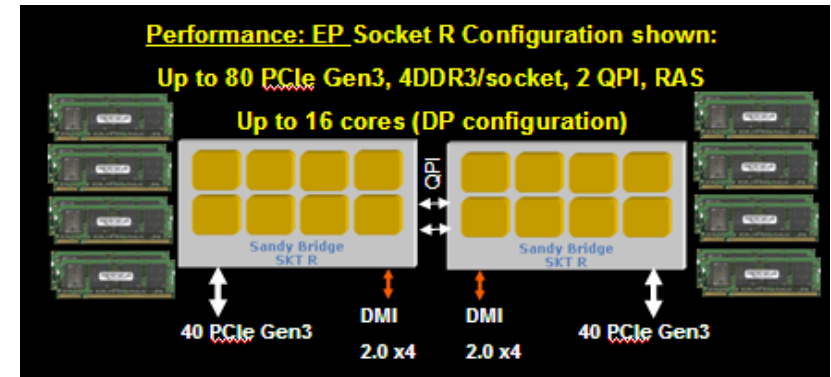 Performance: EP Socket R Configuration shown:
Up to 80 PCIe Gen3, 4DDR3/socket, 2 QPI, RAS
Up to 16 cores (DP configuration)
QPI
Sandy Bridge
SKT R
Sandy Bridge
SKT R
40 PCIe Gen3
DMI
2.0 x4
DMI
2.0 x4
40 PCIe Gen3